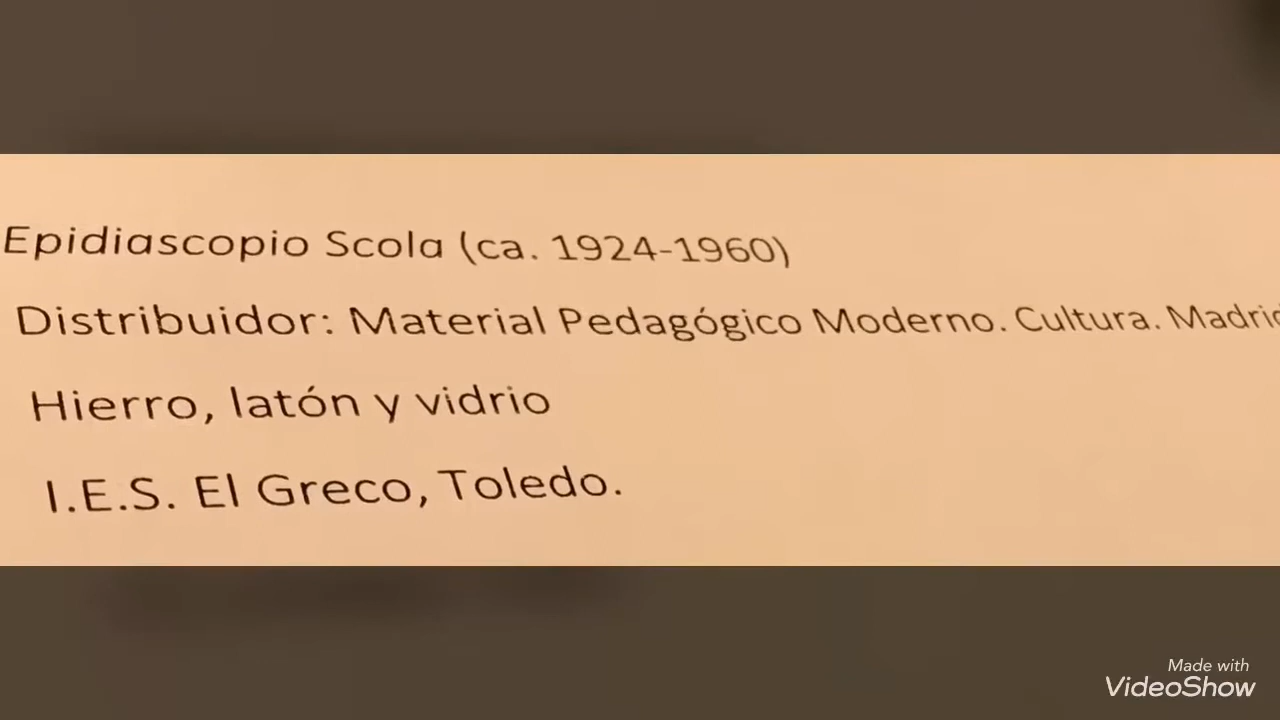 Epidiascopio Scola (ca. 1924-1960)
Distribuidor: Material Pedagógico Moderno. Cultura.
Hierro, latón y vidrio
I.E.S. El Greco, Toledo.
Made with
VideoShow